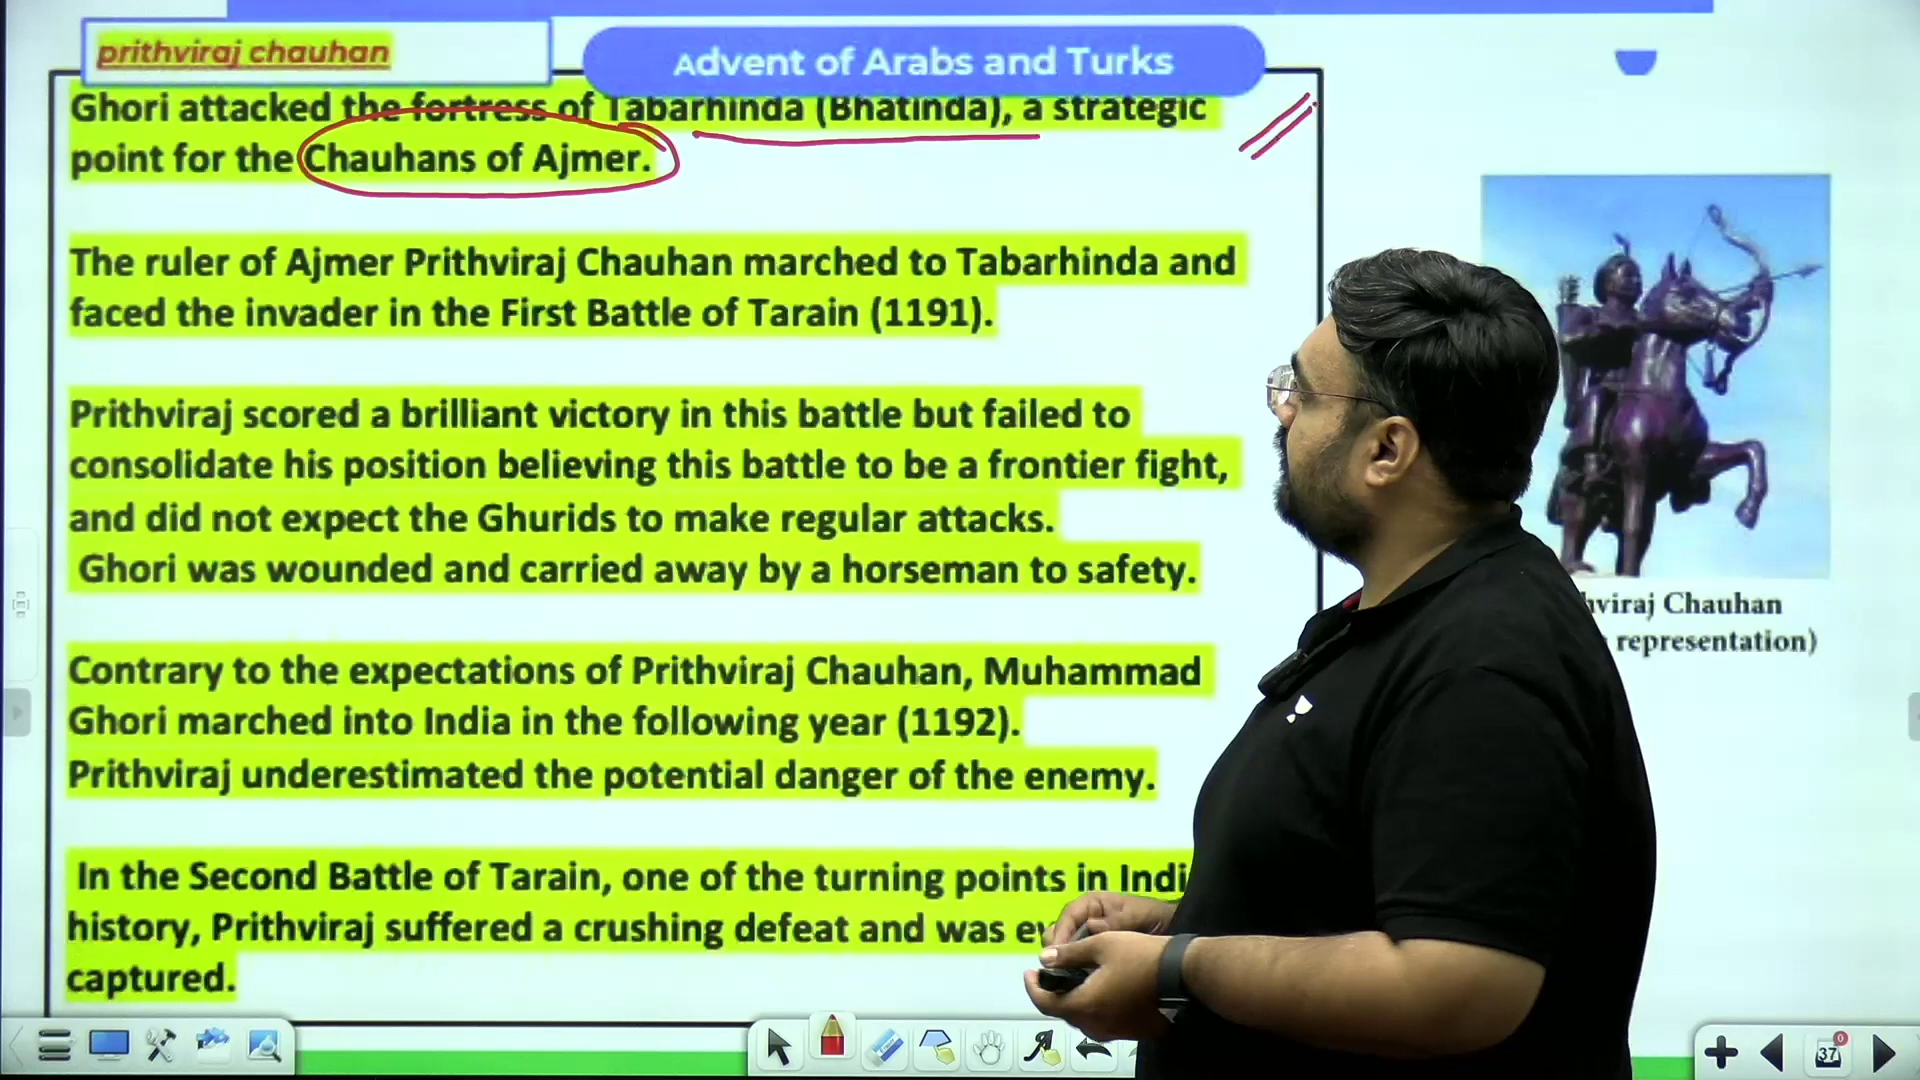 prithviraj chauhan
Advent of Arabs and Turks
Ghori attacked the fortress of Tabarhinda (Bhatinda), a strategic
point for the Chauhans of Ajmer.
The ruler of Ajmer Prithviraj Chauhan marched to Tabarhinda and
faced the invader in the First Battle of Tarain (1191).
Prithviraj scored a brilliant victory in this battle but failed to
consolidate his position believing this battle to be a frontier fight,
and did not expect the Ghurids to make regular attacks.
Ghori was wounded and carried away by a horseman to safety.
hviraj Chauhan
representation)
Contrary to the expectations of Prithviraj Chauhan, Muhammad
Ghori marched into India in the following year (1192).
Prithviraj underestimated the potential danger of the enemy.
In the Second Battle of Tarain, one of the turning points in Indi
history, Prithviraj suffered a crushing defeat and was ev
captured.
37
0